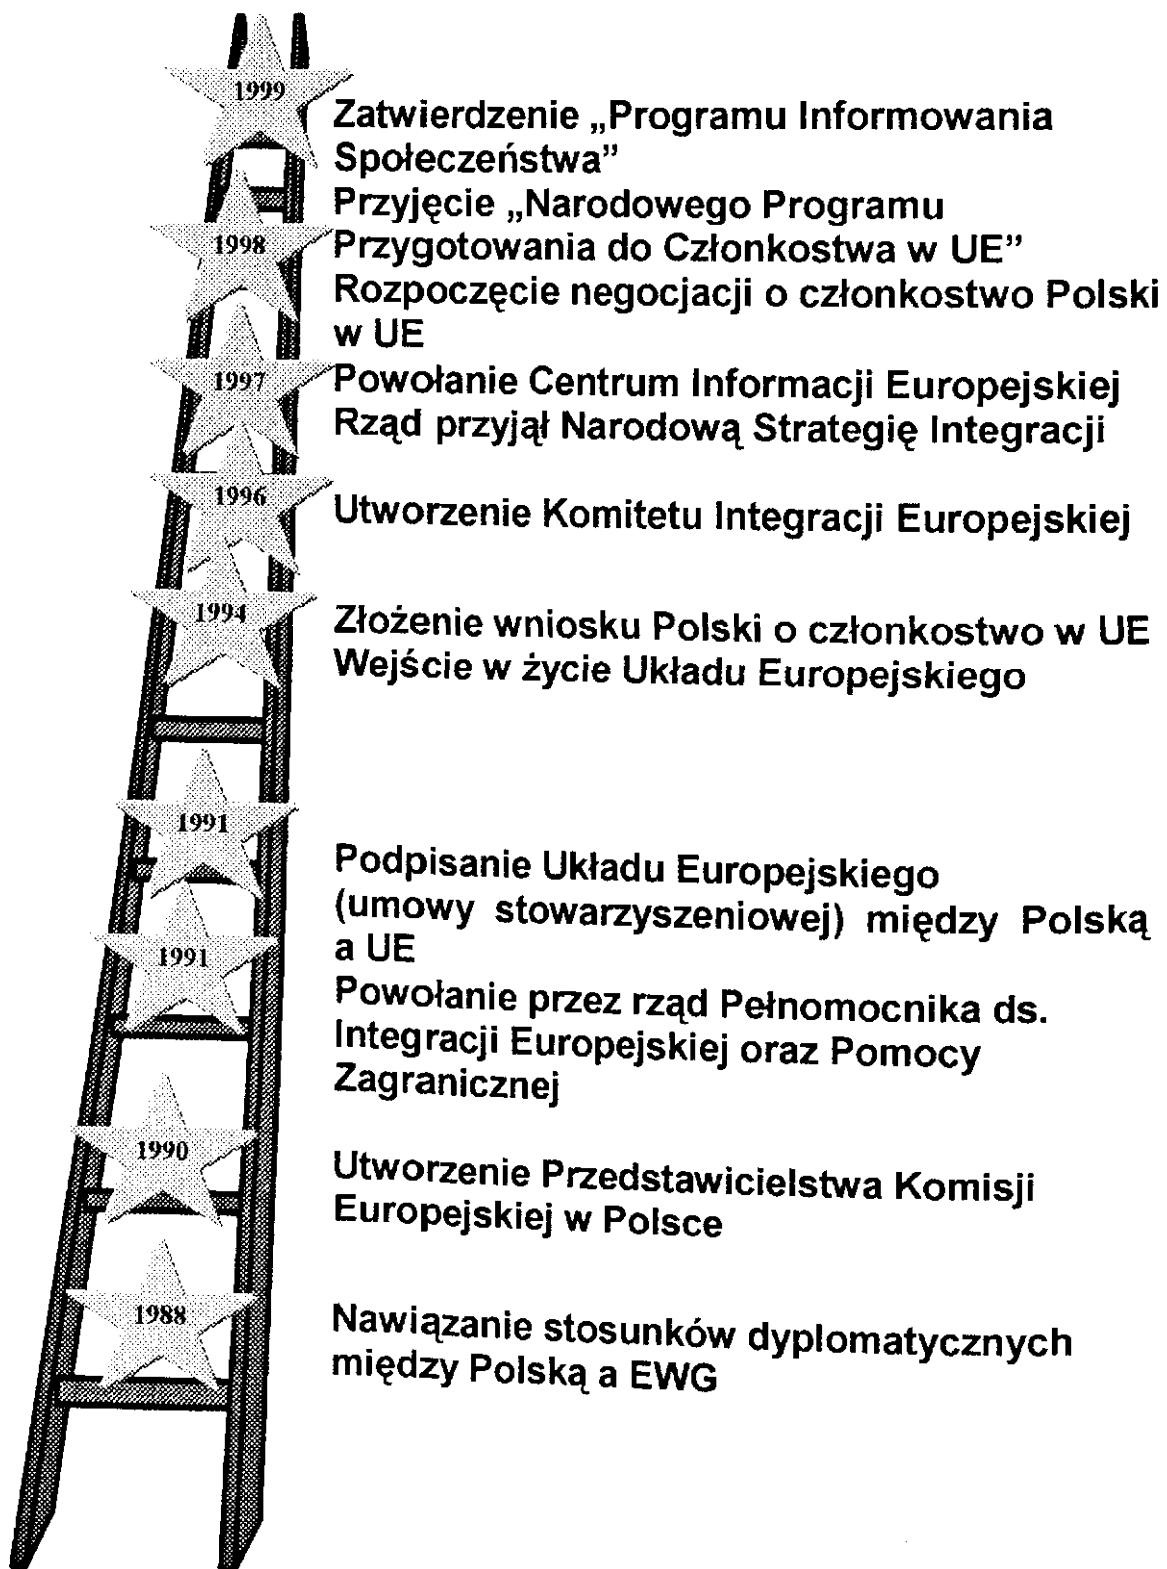 1999
Zatwierdzenie „Programu Informowania
Społeczeństwa”
Przyjęcie „Narodowego Programu
1998
Przygotowania do Członkostwa w UE”
Rozpoczęcie negocjacji o członkostwo Polski
w UE
1997
Powołanie Centrum Informacji Europejskiej
Rząd przyjął Narodową Strategię Integracji
1996
Utworzenie Komitetu Integracji Europejskiej
1994
Złożenie wniosku Polski o członkostwo w UE
Wejście w życie Układu Europejskiego
1991
Podpisanie Układu Europejskiego
(umowy stowarzyszeniowej) między Polską
a UE
1991
Powołanie przez rząd Pełnomocnika ds.
Integracji Europejskiej oraz Pomocy
Zagranicznej
1990
Utworzenie Przedstawicielstwa Komisji
Europejskiej w Polsce
1988
Nawiązanie stosunków dyplomatycznych
między Polską a EWG